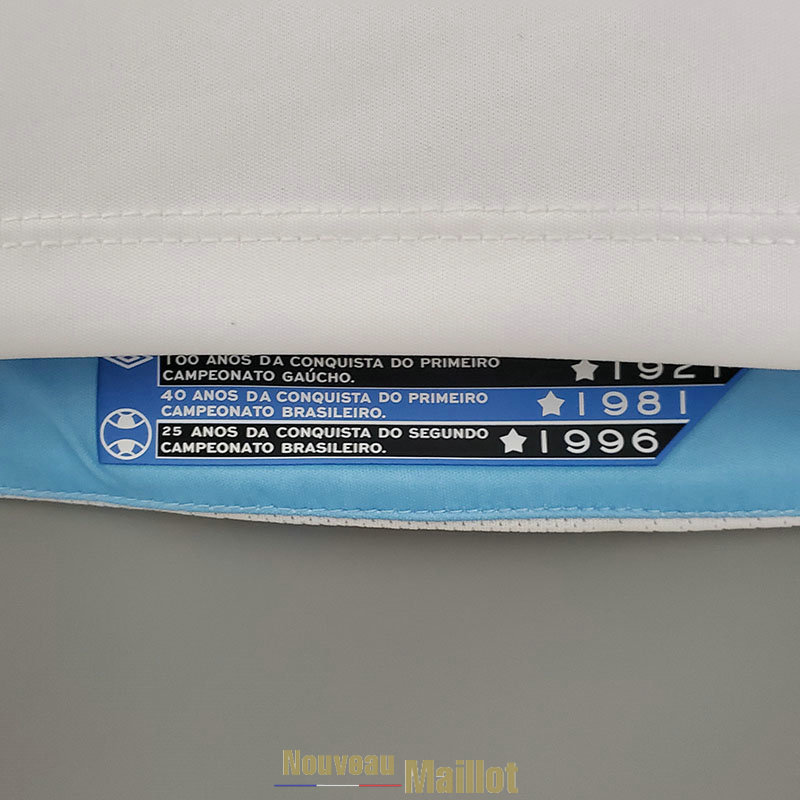 100 ANOS DA CONQUISTA DO PRIMEIRO
CAMPEONATO GAÚCHO.
1921
40 ANOS DA CONQUISTA DO PRIMEIRO
CAMPEONATO BRASILEIRO.
1981
25 ANOS DA CONQUISTA DO SEGUNDO
CAMPEONATO BRASILEIRO.
1996
Nouveau Maillot